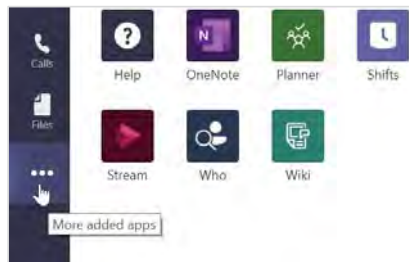 Calls
Files
Help
OneNote
Planner
Shifts
Stream
Who
Wiki
More added apps
N